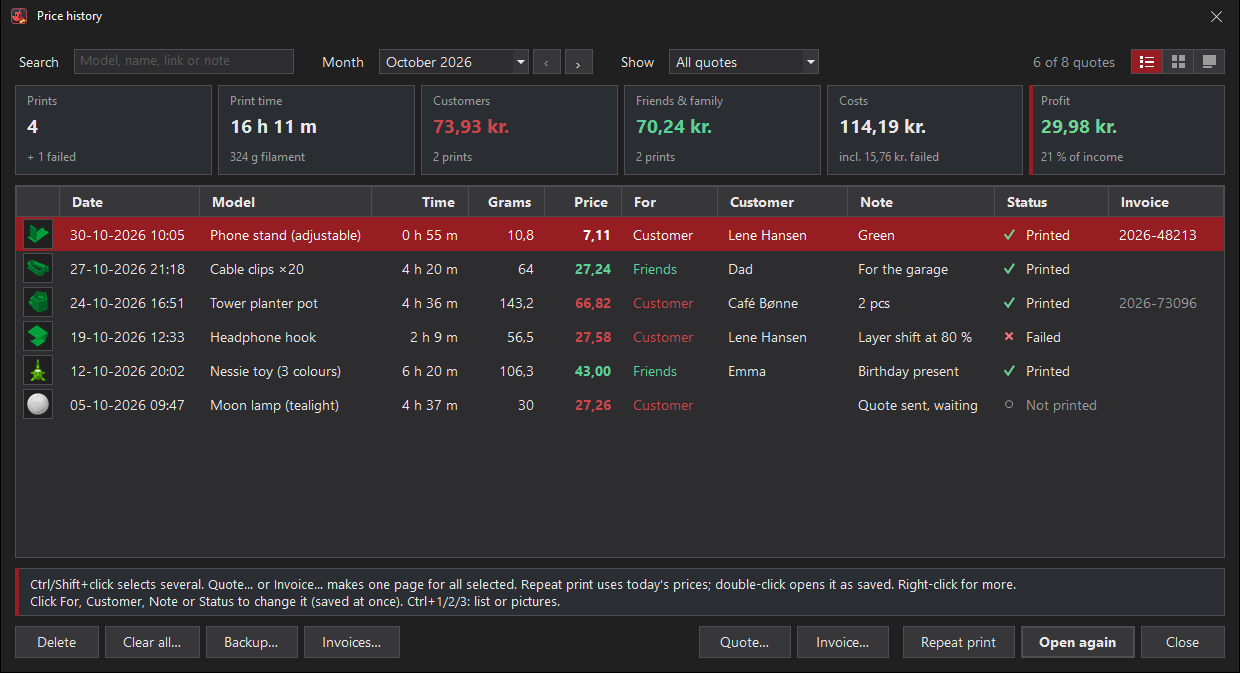 Price history
Search Model, name, link or note Month October 2026 ‹ › Show All quotes 6 of 8 quotes
Prints Print time Customers Friends & family Costs Profit
4 16 h 11 m 73,93 kr. 70,24 kr. 114,19 kr. 29,98 kr.
+ 1 failed 324 g filament 2 prints 2 prints incl. 15,76 kr. failed 21 % of income
Date Model Time Grams Price For Customer Note Status Invoice
30-10-2026 10:05 Phone stand (adjustable) 0 h 55 m 10,8 7,11 Customer Lene Hansen Green ✓ Printed 2026-48213
27-10-2026 21:18 Cable clips ×20 4 h 20 m 64 27,24 Friends Dad For the garage ✓ Printed
24-10-2026 16:51 Tower planter pot 4 h 36 m 143,2 66,82 Customer Café Bønne 2 pcs ✓ Printed 2026-73096
19-10-2026 12:33 Headphone hook 2 h 9 m 56,5 27,58 Customer Lene Hansen Layer shift at 80 % × Failed
12-10-2026 20:02 Nessie toy (3 colours) 6 h 20 m 106,3 43,00 Friends Emma Birthday present ✓ Printed
05-10-2026 09:47 Moon lamp (tealight) 4 h 37 m 30 27,26 Customer Quote sent, waiting ○ Not printed
Ctrl/Shift+click selects several. Quote... or Invoice... makes one page for all selected. Repeat print uses today's prices; double-click opens it as saved. Right-click for more.
Click For, Customer, Note or Status to change it (saved at once). Ctrl+1/2/3: list or pictures.
Delete Clear all... Backup... Invoices... Quote... Invoice... Repeat print Open again Close